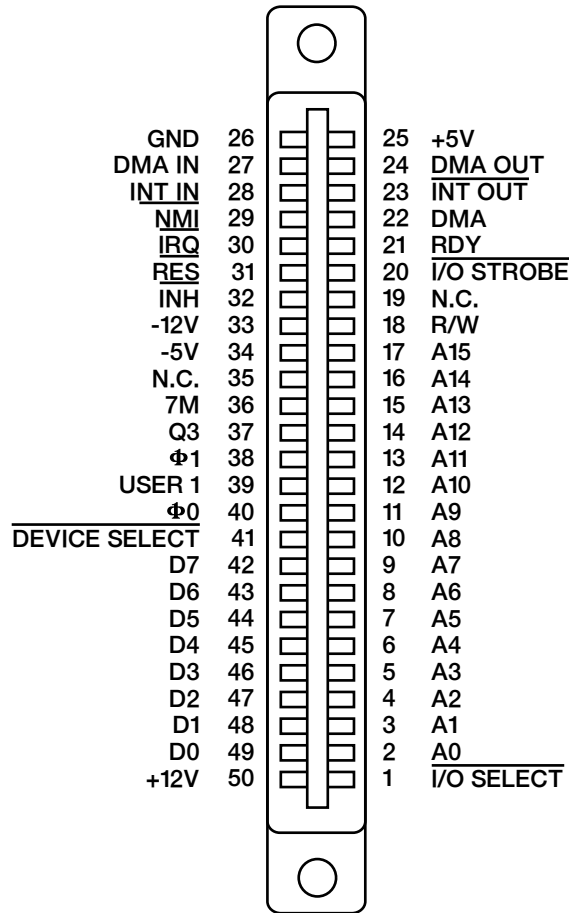 GND 26 25 +5V
DMA IN 27 24 DMA OUT
INT IN 28 23 INT OUT
NMI 29 22 DMA
IRQ 30 21 RDY
RES 31 20 I/O STROBE
INH 32 19 N.C.
-12V 33 18 R/W
-5V 34 17 A15
N.C. 35 16 A14
7M 36 15 A13
Q3 37 14 A12
Φ1 38 13 A11
USER 1 39 12 A10
Φ0 40 11 A9
DEVICE SELECT 41 10 A8
D7 42 9 A7
D6 43 8 A6
D5 44 7 A5
D4 45 6 A4
D3 46 5 A3
D2 47 4 A2
D1 48 3 A1
D0 49 2 A0
+12V 50 1 I/O SELECT